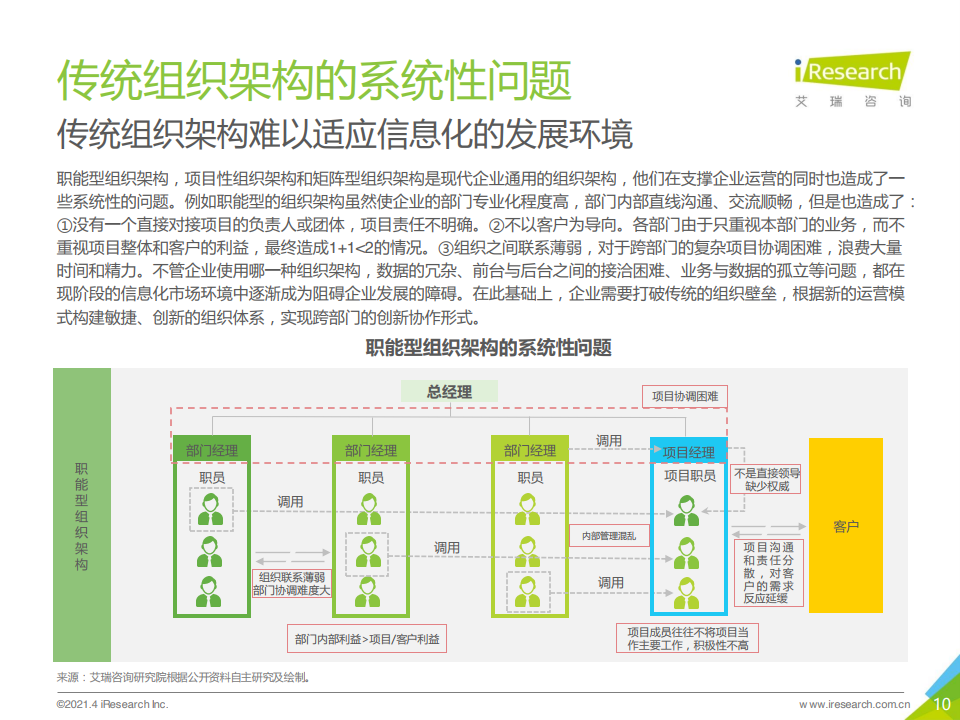 传统组织架构的系统性问题
iResearch
艾瑞咨询
传统组织架构难以适应信息化的发展环境
职能型组织架构，项目性组织架构和矩阵型组织架构是现代企业通用的组织架构，他们在支撑企业运营的同时也造成了一
些系统性的问题。例如职能型的组织架构虽然使企业的部门专业化程度高，部门内部直线沟通、交流顺畅，但是也造成了：
①没有一个直接对接项目的负责人或团体，项目责任不明确。②不以客户为导向。各部门由于只重视本部门的业务，而不
重视项目整体和客户的利益，最终造成1+1<2的情况。③组织之间联系薄弱，对于跨部门的复杂项目协调困难，浪费大量
时间和精力。不管企业使用哪一种组织架构，数据的冗杂、前台与后台之间的接洽困难、业务与数据的孤立等问题，都在
现阶段的信息化市场环境中逐渐成为阻碍企业发展的障碍。在此基础上，企业需要打破传统的组织壁垒，根据新的运营模
式构建敏捷、创新的组织体系，实现跨部门的创新协作形式。
职能型组织架构的系统性问题
职能型组织架构
总经理
项目协调困难
部门经理
部门经理
部门经理
调用
项目经理
职员
职员
职员
项目职员
不是直接领导
缺少权威
调用
调用
调用
内部管理混乱
客户
组织联系薄弱
部门协调难度大
项目沟通
和责任分
散，对客
户的需求
反应延缓
部门内部利益>项目/客户利益
项目成员往往不将项目当
作主要工作，积极性不高
来源：艾瑞咨询研究院根据公开资料自主研究及绘制。
©2021.4 iResearch Inc.
www.iresearch.com.cn
10